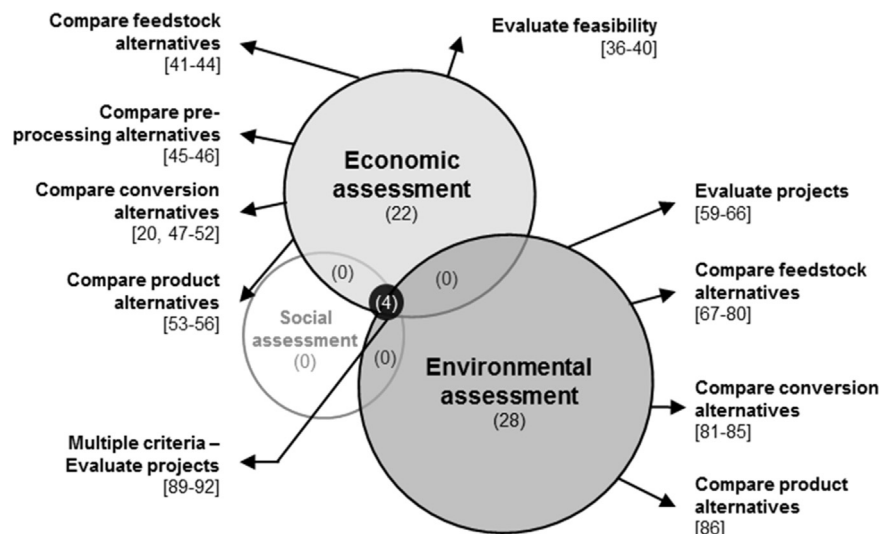 Compare feedstock
alternatives
[41-44]
Evaluate feasibility
[36-40]
Compare pre-
processing alternatives
[45-46]
Compare conversion
alternatives
[20, 47-52]
Compare product
alternatives
[53-56]
Multiple criteria –
Evaluate projects
[89-92]
Economic
assessment
(22)
(0)
(0)
(4)
Social
assessment
(0)
(0)
Environmental
assessment
(28)
Evaluate projects
[59-66]
Compare feedstock
alternatives
[67-80]
Compare conversion
alternatives
[81-85]
Compare product
alternatives
[86]